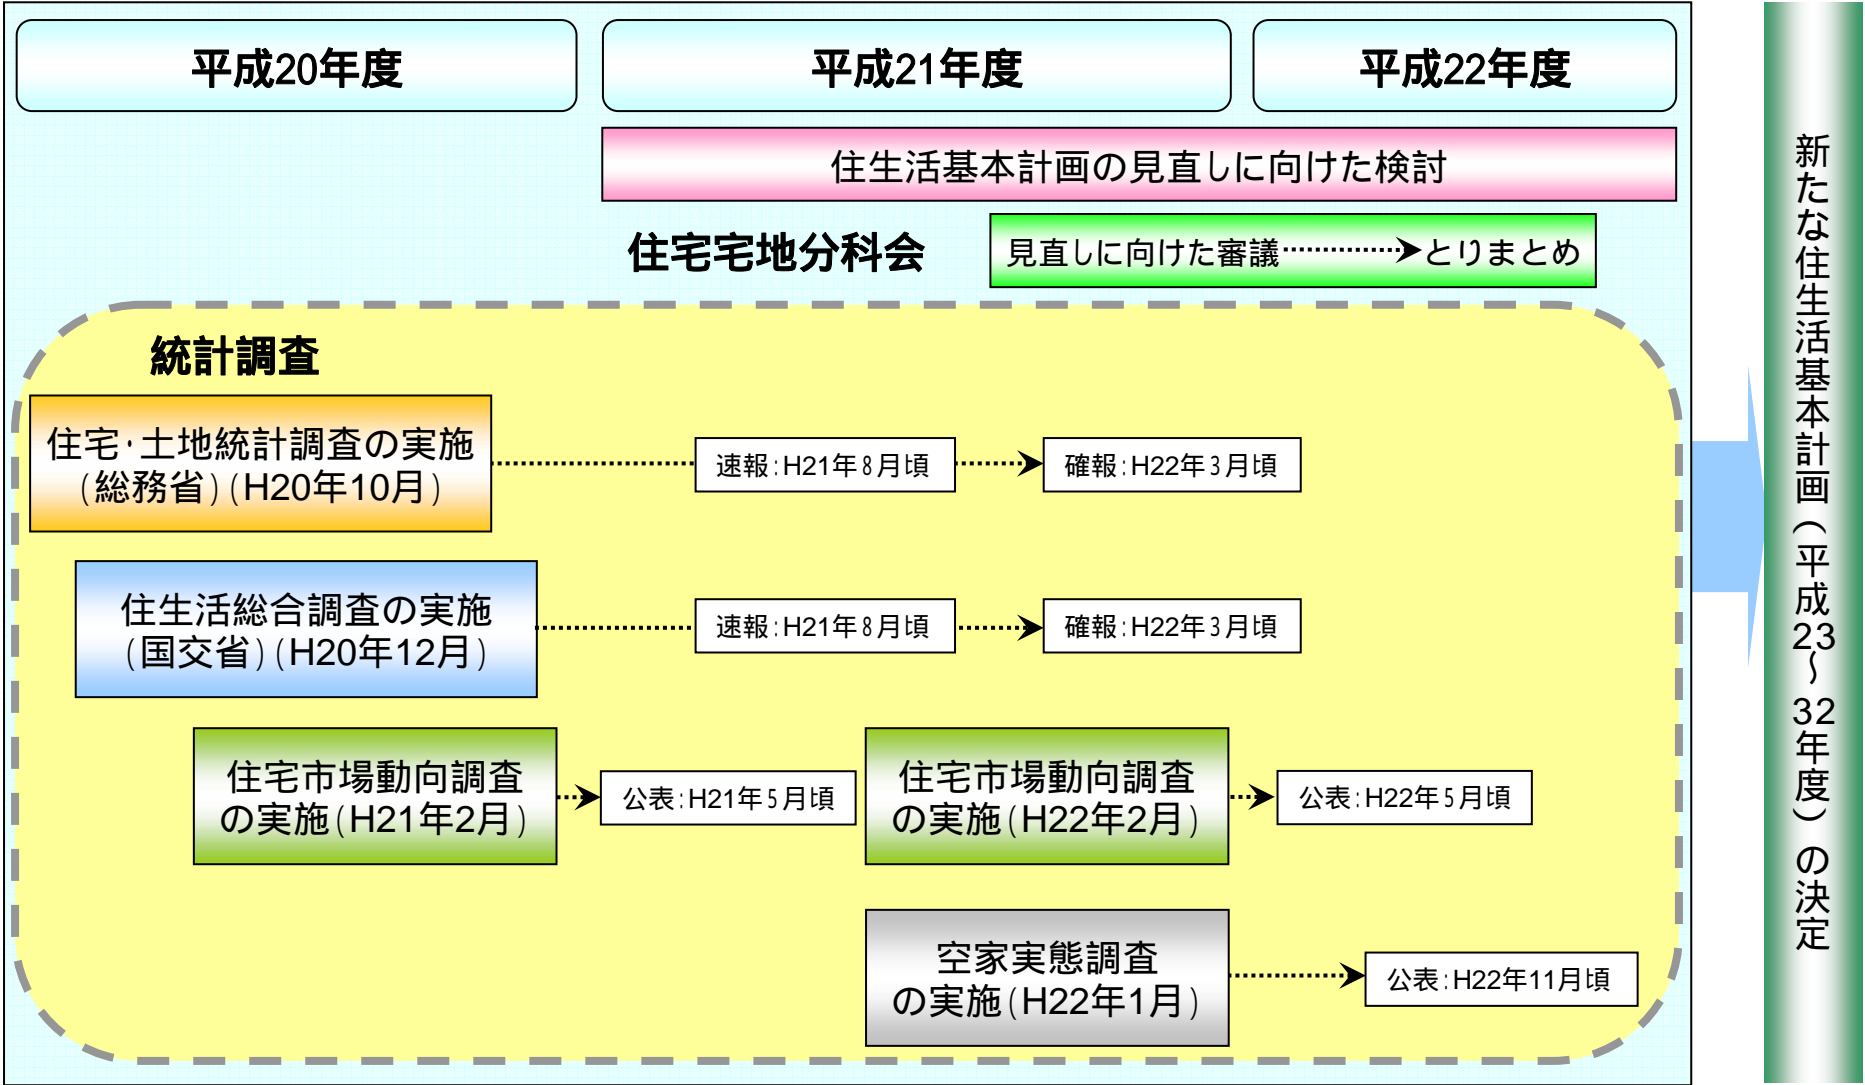 平成20年度
平成21年度
平成22年度
住生活基本計画の見直しに向けた検討
住宅宅地分科会
見直しに向けた審議
とりまとめ
統計調査
住宅・土地統計調査の実施
(総務省)(H20年10月)
速報:H21年8月頃
確報:H22年3月頃
住生活総合調査の実施
(国交省)(H20年12月)
速報:H21年8月頃
確報:H22年3月頃
住宅市場動向調査
の実施(H21年2月)
公表:H21年5月頃
住宅市場動向調査
の実施(H22年2月)
公表:H22年5月頃
空家実態調査
の実施(H22年1月)
公表:H22年11月頃
新たな住生活基本計画(平成23~32年度)の決定